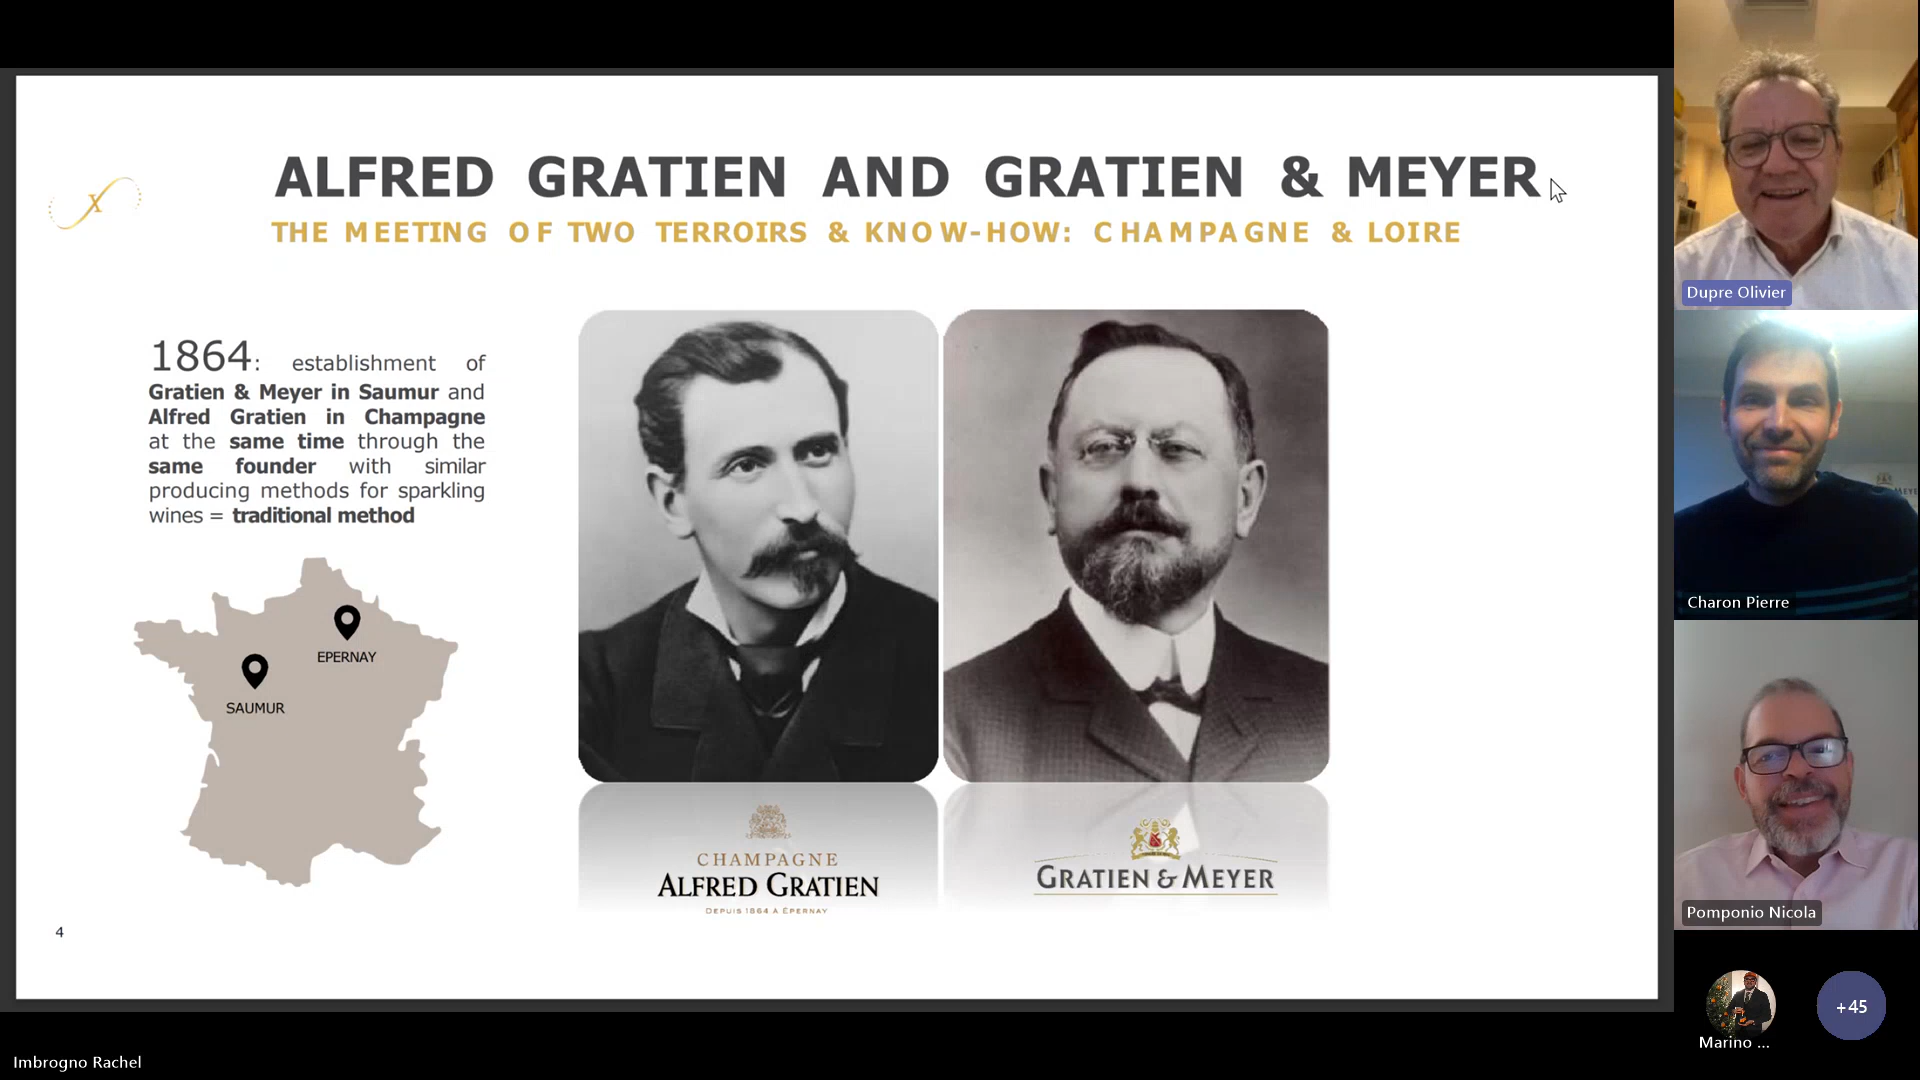 ALFRED GRATIEN AND GRATIEN & MEYER
THE MEETING OF TWO TERROIRS & KNOW-HOW: CHAMPAGNE & LOIRE
X
1864: establishment of
Gratien & Meyer in Saumur and
Alfred Gratien in Champagne
at the same time through the
same founder with similar
producing methods for sparkling
wines = traditional method
EPERNAY
SAUMUR
CHAMPAGNE
ALFRED GRATIEN
DEPUIS 1864 À ÉPERNAY
GRATIEN & MEYER
4
Dupre Olivier
Charon Pierre
Pomponio Nicola
Marino ...
+45
Imbrogno Rachel